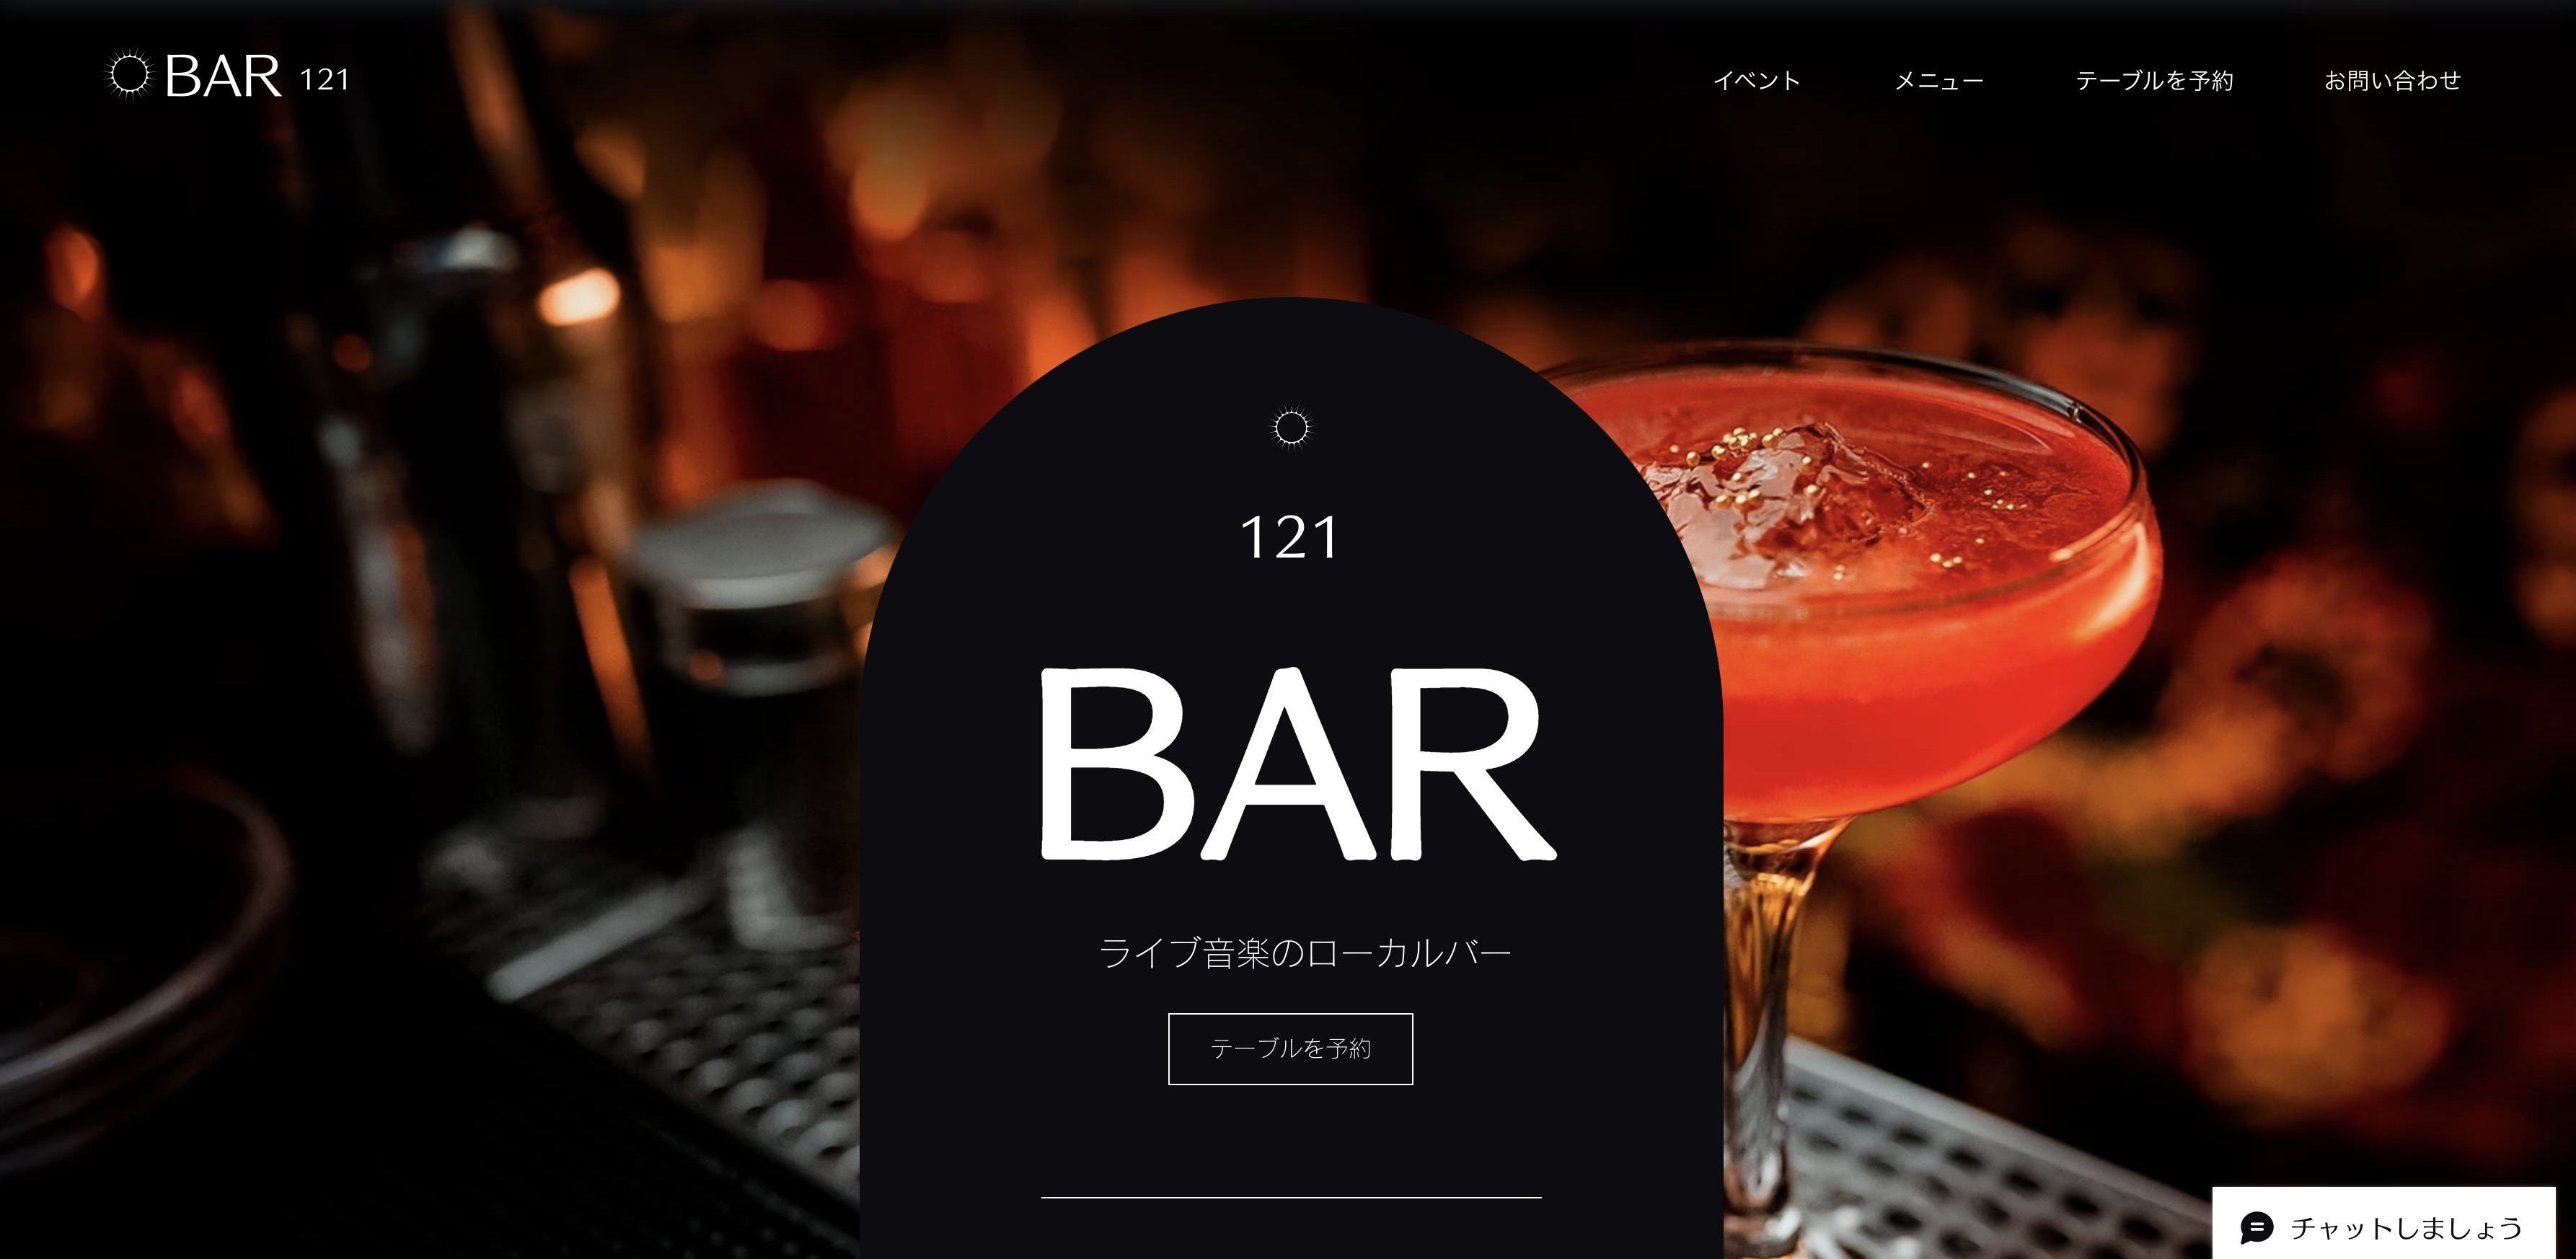 BAR 121
イベント
メニュー
テーブルを予約
お問い合わせ
121
BAR
ライブ音楽のローカルバー
テーブルを予約
チャットしましょう